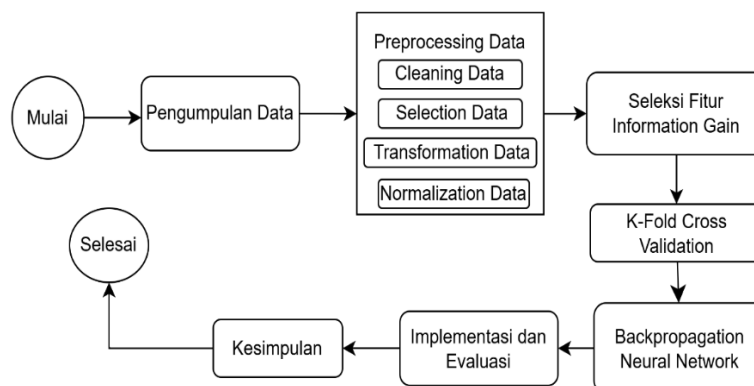 Mulai
Pengumpulan Data
Preprocessing Data
Cleaning Data
Selection Data
Transformation Data
Normalization Data
Seleksi Fitur
Information Gain
K-Fold Cross
Validation
Backpropagation
Neural Network
Implementasi dan
Evaluasi
Kesimpulan
Selesai